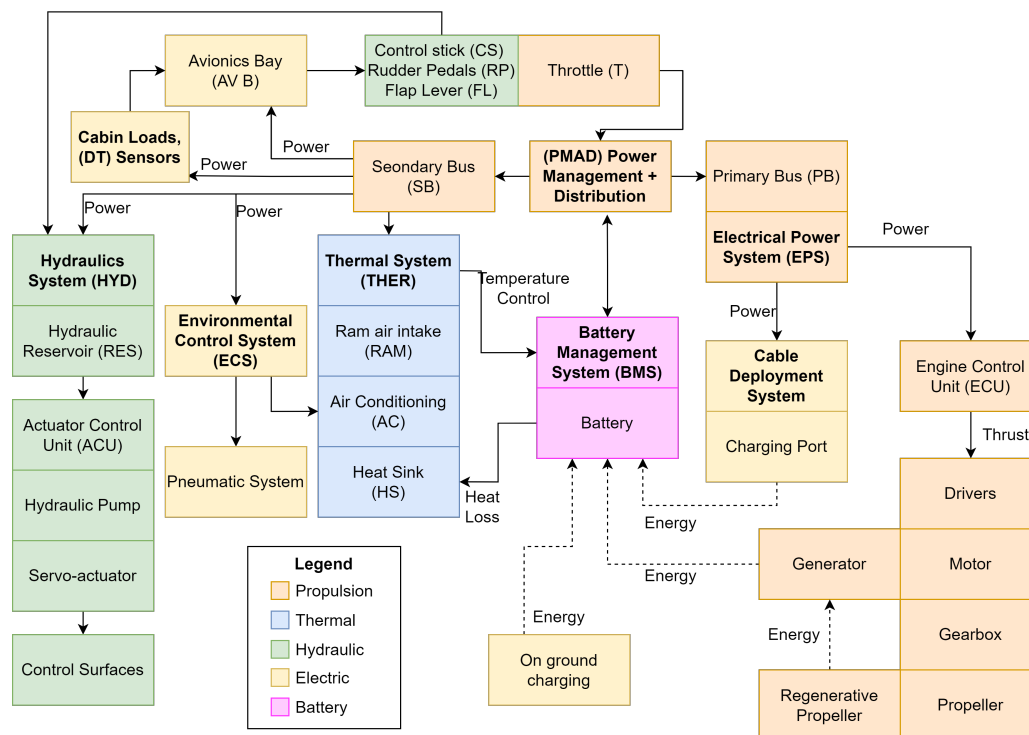 Avionics Bay
(AV B)
Control stick (CS)
Rudder Pedals (RP)
Flap Lever (FL)
Throttle (T)
Cabin Loads,
(DT) Sensors
Power
Power
Seondary Bus
(SB)
(PMAD) Power
Management +
Distribution
Primary Bus (PB)
Power
Power
Hydraulics
System (HYD)
Thermal System
(THER)
Electrical Power
System (EPS)
Power
Temperature
Control
Hydraulic
Reservoir (RES)
Environmental
Control System
(ECS)
Ram air intake
(RAM)
Battery
Management
System (BMS)
Power
Cable
Deployment
System
Engine Control
Unit (ECU)
Actuator Control
Unit (ACU)
Air Conditioning
(AC)
Battery
Charging Port
Thrust
Pneumatic System
Heat Sink
(HS)
Heat
Loss
Hydraulic Pump
Energy
Drivers
Servo-actuator
Legend
Propulsion
Thermal
Hydraulic
Electric
Battery
Energy
Generator
Motor
Energy
Energy
Gearbox
Control Surfaces
On ground
charging
Regenerative
Propeller
Propeller